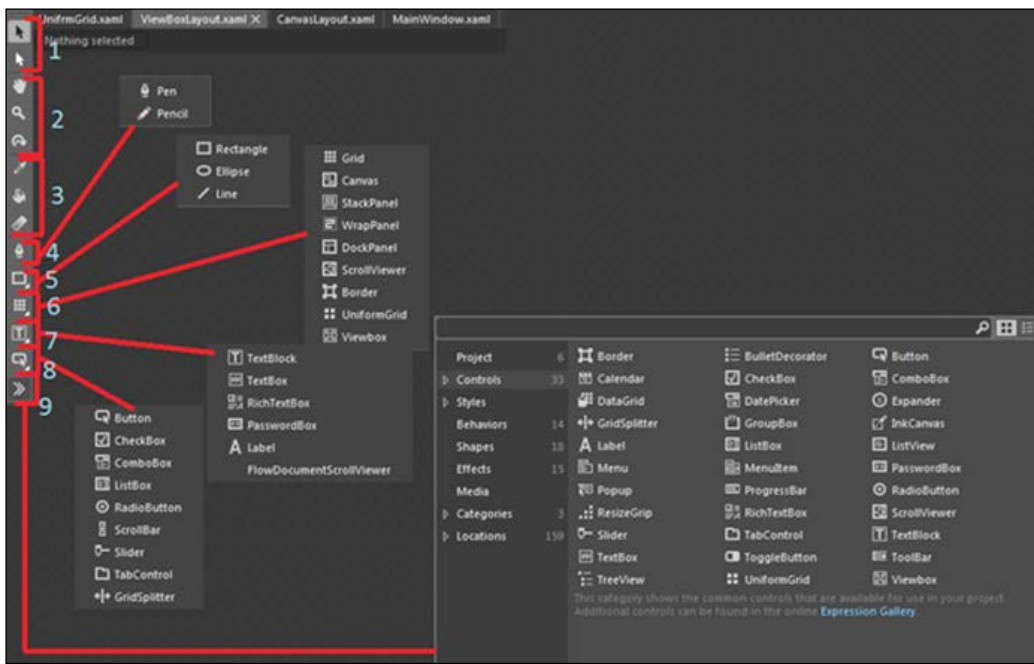 UnifrmGrid.xaml ViewBoxLayout.xaml X CanvasLayout.xaml MainWindow.xaml
Nothing selected
1
2
3
4
5
6
7
8
9
Pen
Pencil
Rectangle
Ellipse
Line
Grid
Canvas
StackPanel
WrapPanel
DockPanel
ScrollViewer
Border
UniformGrid
Viewbox
TextBlock
TextBox
RichTextBox
PasswordBox
Label
FlowDocumentScrollViewer
Button
CheckBox
ComboBox
ListBox
RadioButton
ScrollBar
Slider
TabControl
GridSplitter
Project 6
Controls 33
Styles
Behaviors 14
Shapes 18
Effects 15
Media
Categories 3
Locations 159
Border BulletDecorator Button
Calendar CheckBox ComboBox
DataGrid DatePicker Expander
GridSplitter GroupBox InkCanvas
Label ListBox ListView
Menu MenuItem PasswordBox
Popup ProgressBar RadioButton
ResizeGrip RichTextBox ScrollViewer
Slider TabControl TextBlock
TextBox ToggleButton ToolBar
TreeView UniformGrid Viewbox
This category shows the common controls that are available for use in your project.
Additional controls can be found in the online Expression Gallery.